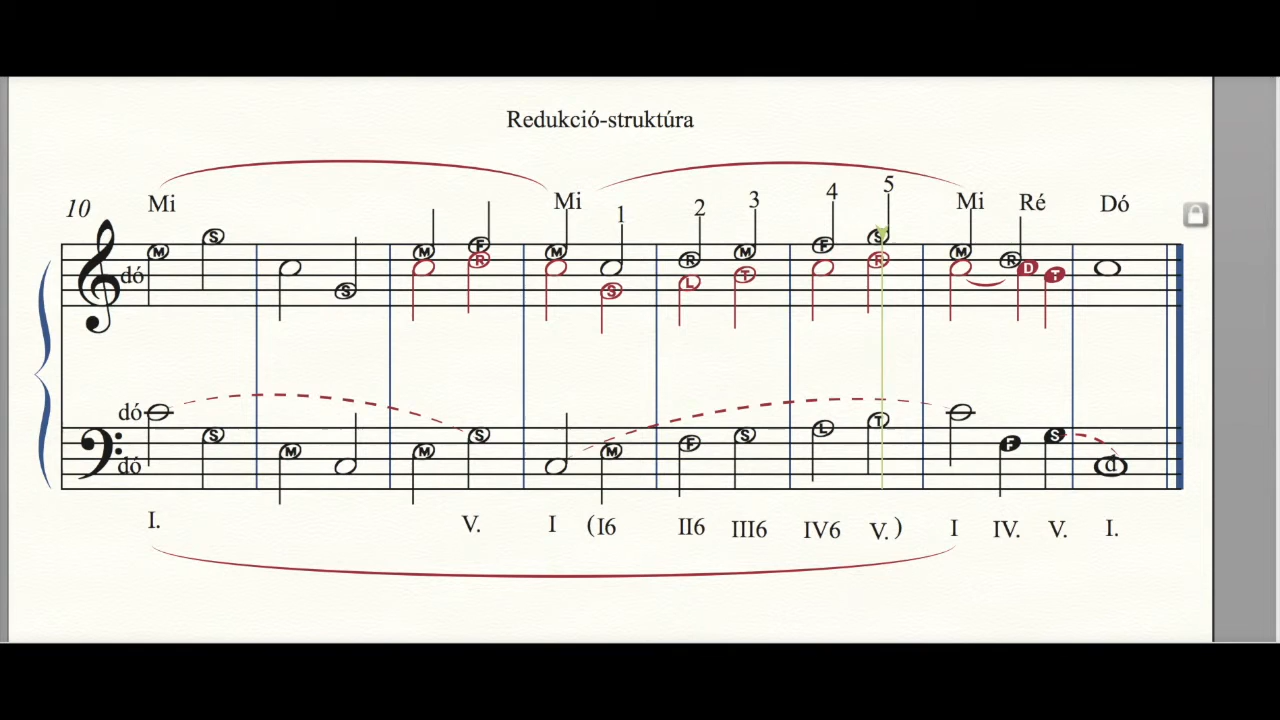 Redukció-struktúra
10 Mi Mi 1 2 3 4 5 Mi Ré Dó
M S S M F M M F S M R
dó S R S R L T R D T
dó
S M M S M F S L T F S
dó d
I. V. I (I6 II6 III6 IV6 V.) I IV. V. I.